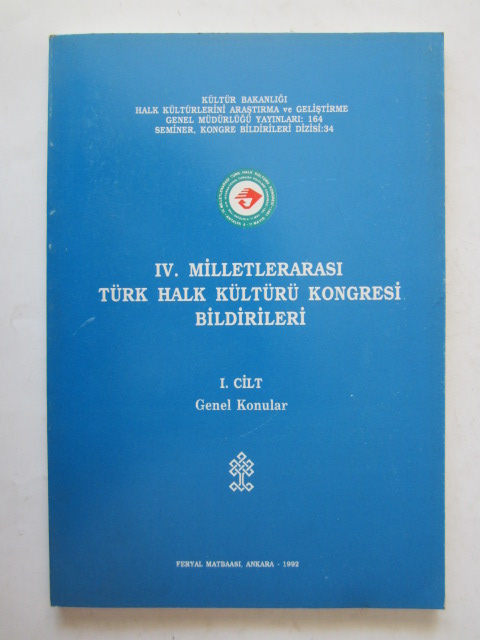 KÜLTÜR BAKANLIĞI
HALK KÜLTÜRLERİNİ ARAŞTIRMA ve GELİŞTİRME
GENEL MÜDÜRLÜĞÜ YAYINLARI: 164
SEMİNER, KONGRE BİLDİRİLERİ DİZİSİ:34
IV. MİLLETLERARASI
TÜRK HALK KÜLTÜRÜ KONGRESİ
BİLDİRİLERİ
I. CİLT
Genel Konular
FERYAL MATBAASI, ANKARA - 1992